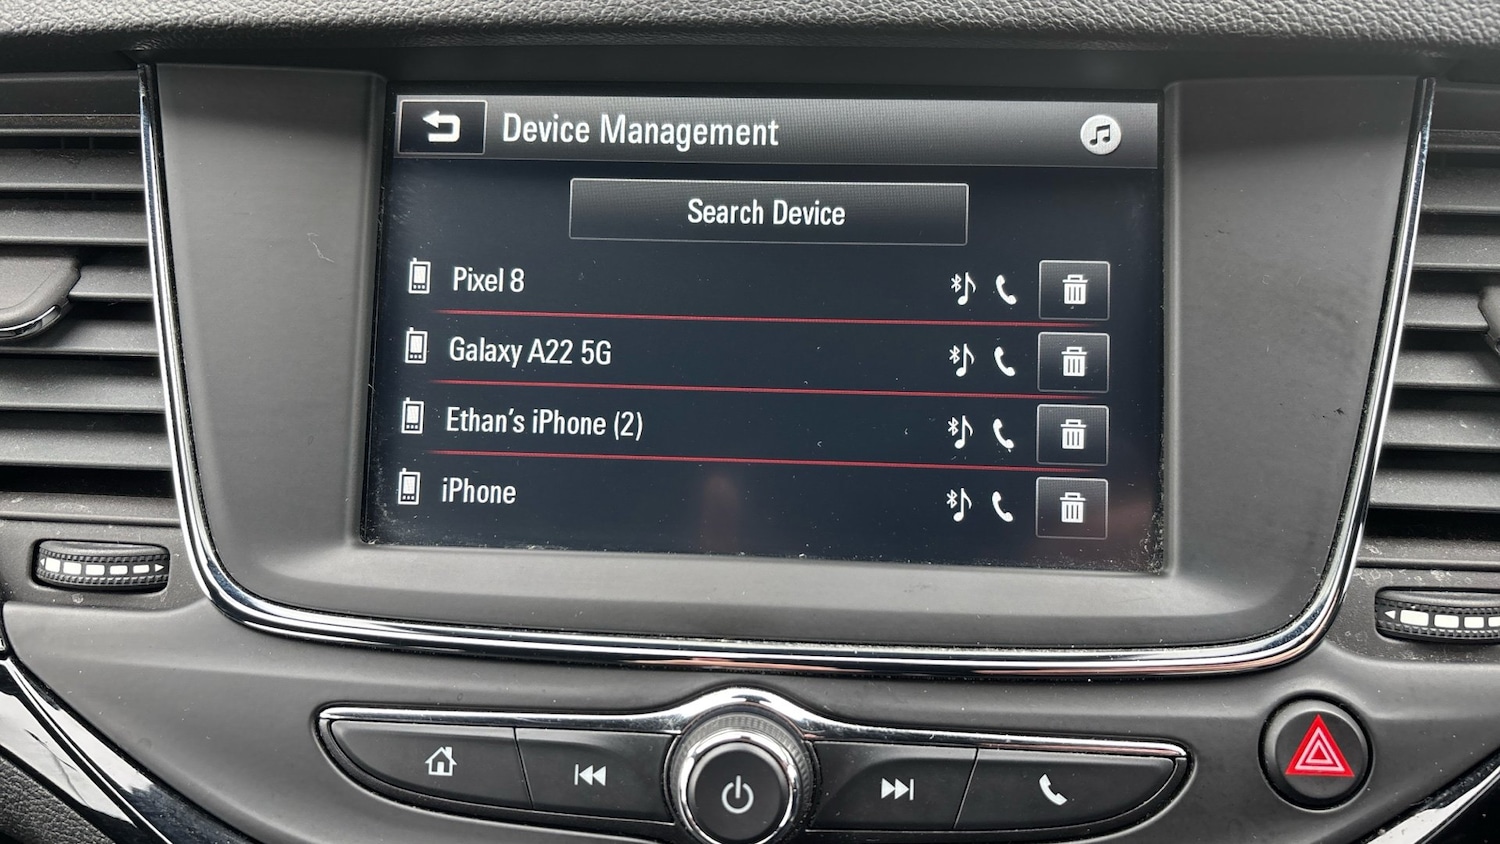 Device Management
Search Device
Pixel 8
Galaxy A22 5G
Ethan's iPhone (2)
iPhone